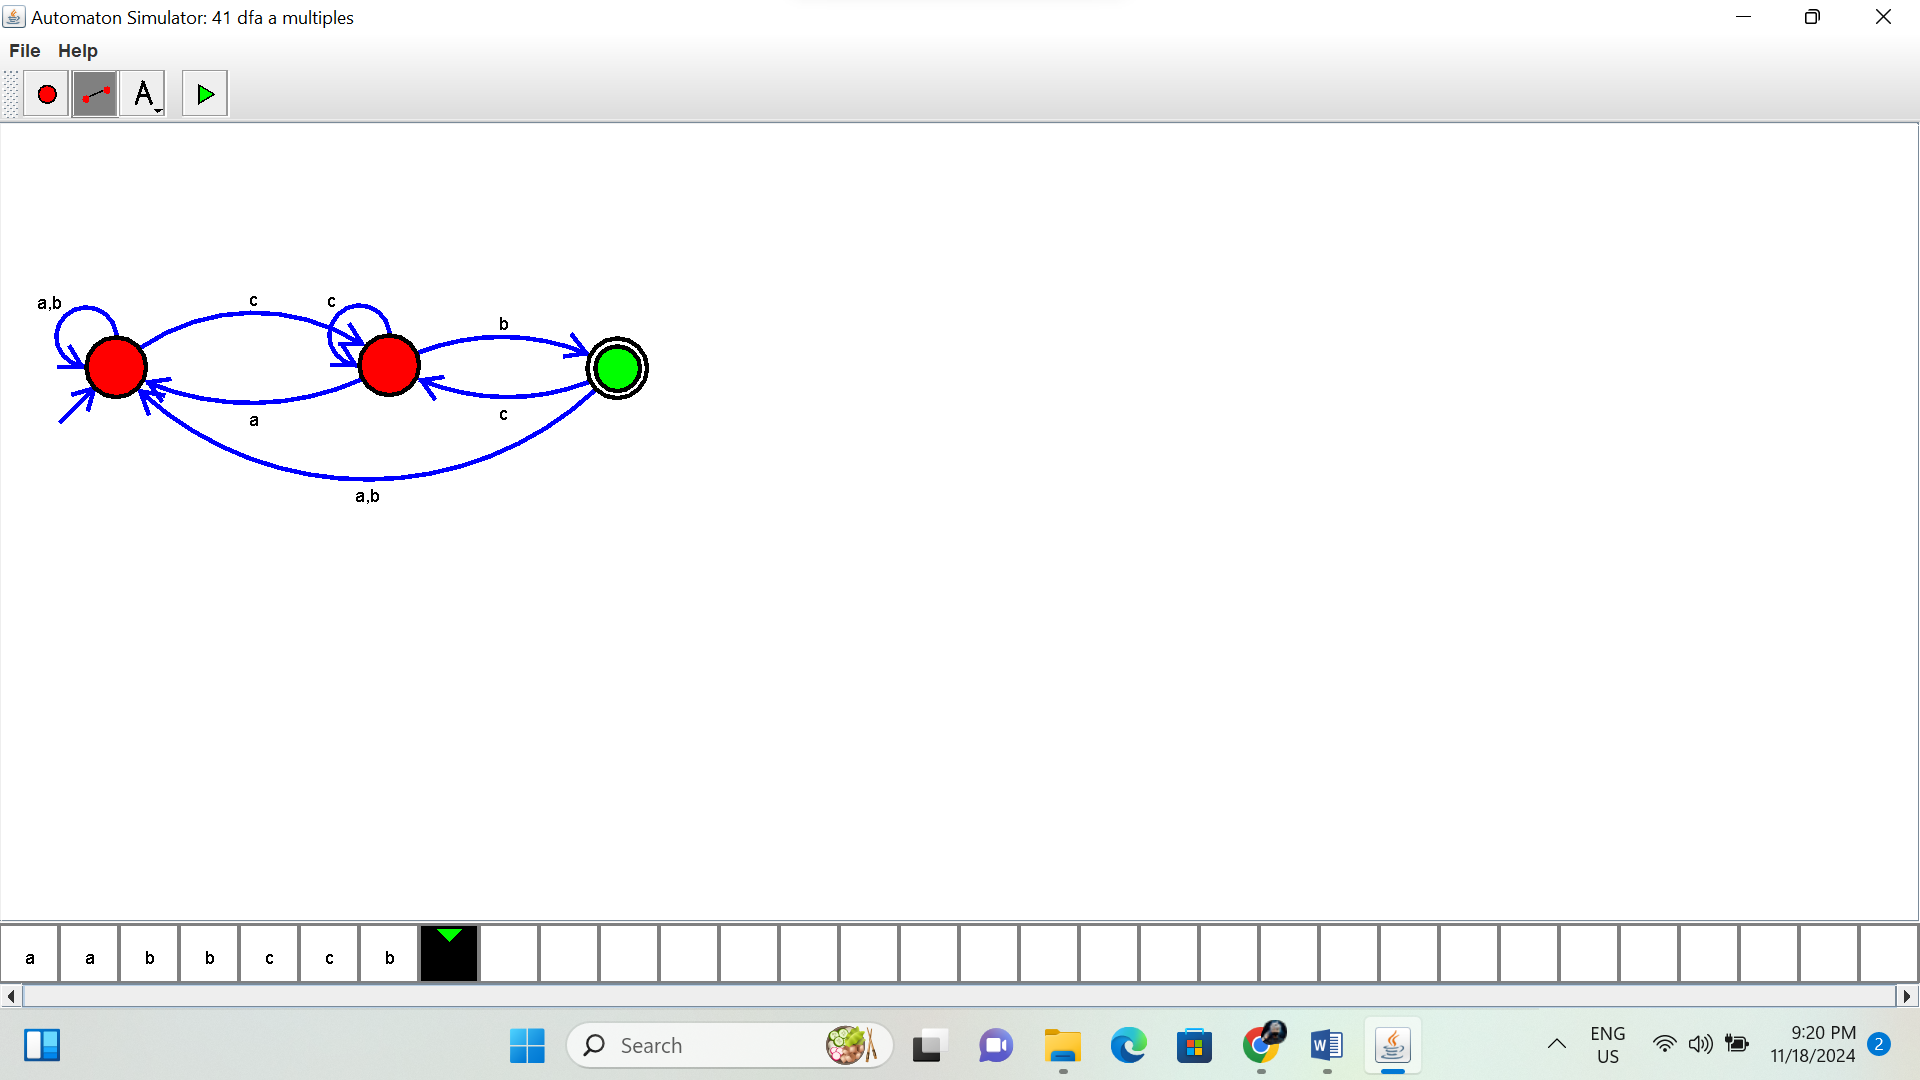 Automaton Simulator: 41 dfa a multiples
File Help
A
a,b
c
c
b
a
c
a,b
a a b b c c b
Search
ENG
US
9:20 PM
11/18/2024
2
W